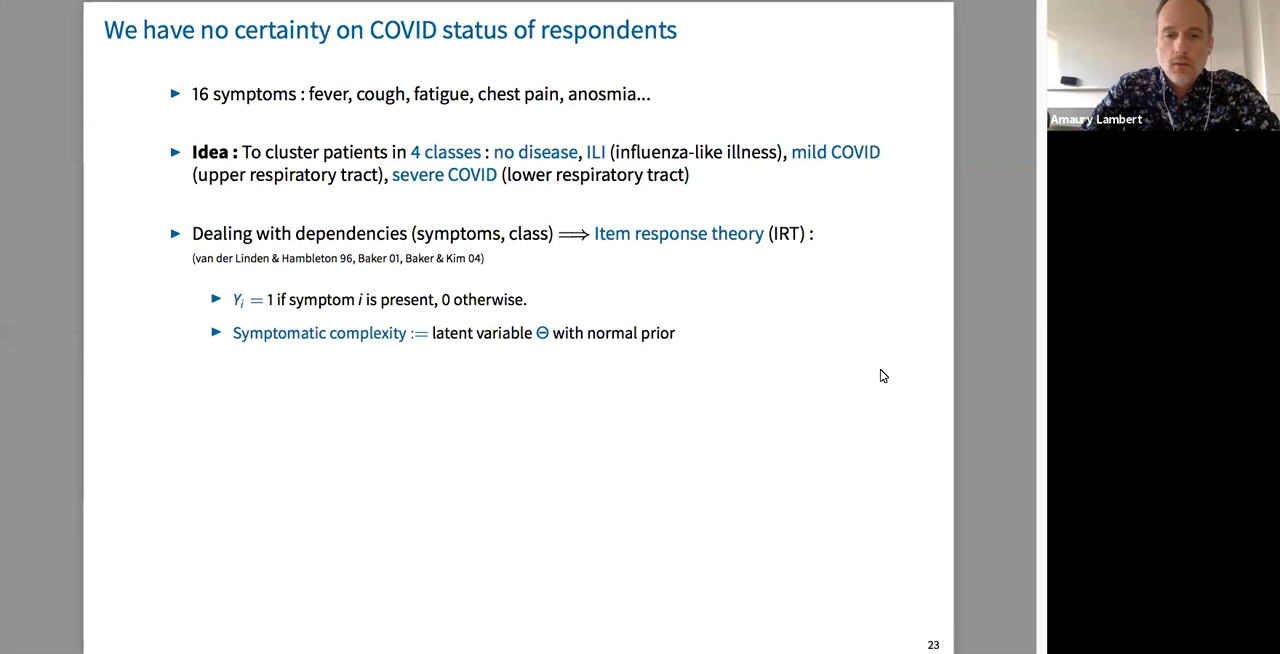 We have no certainty on COVID status of respondents
▶ 16 symptoms : fever, cough, fatigue, chest pain, anosmia...
▶ Idea : To cluster patients in 4 classes : no disease, ILI (influenza-like illness), mild COVID
(upper respiratory tract), severe COVID (lower respiratory tract)
▶ Dealing with dependencies (symptoms, class) ⟹ Item response theory (IRT) :
(van der Linden & Hambleton 96, Baker 01, Baker & Kim 04)
▶ Yᵢ = 1 if symptom i is present, 0 otherwise.
▶ Symptomatic complexity := latent variable Θ with normal prior
23
Amaury Lambert